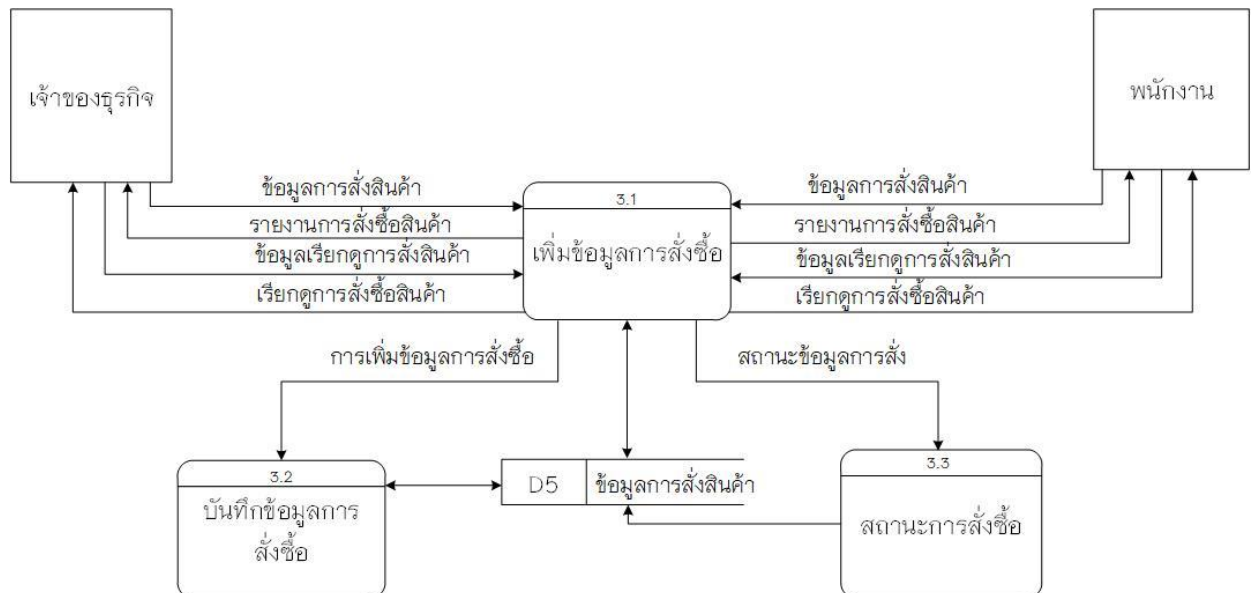 เจ้าของธุรกิจ
พนักงาน
ข้อมูลการสั่งสินค้า
รายงานการสั่งซื้อสินค้า
ข้อมูลเรียกดูการสั่งสินค้า
เรียกดูการสั่งซื้อสินค้า
3.1
เพิ่มข้อมูลการสั่งซื้อ
ข้อมูลการสั่งสินค้า
รายงานการสั่งซื้อสินค้า
ข้อมูลเรียกดูการสั่งสินค้า
เรียกดูการสั่งซื้อสินค้า
การเพิ่มข้อมูลการสั่งซื้อ
สถานะข้อมูลการสั่ง
3.2
บันทึกข้อมูลการ
สั่งซื้อ
D5 ข้อมูลการสั่งสินค้า
3.3
สถานะการสั่งซื้อ